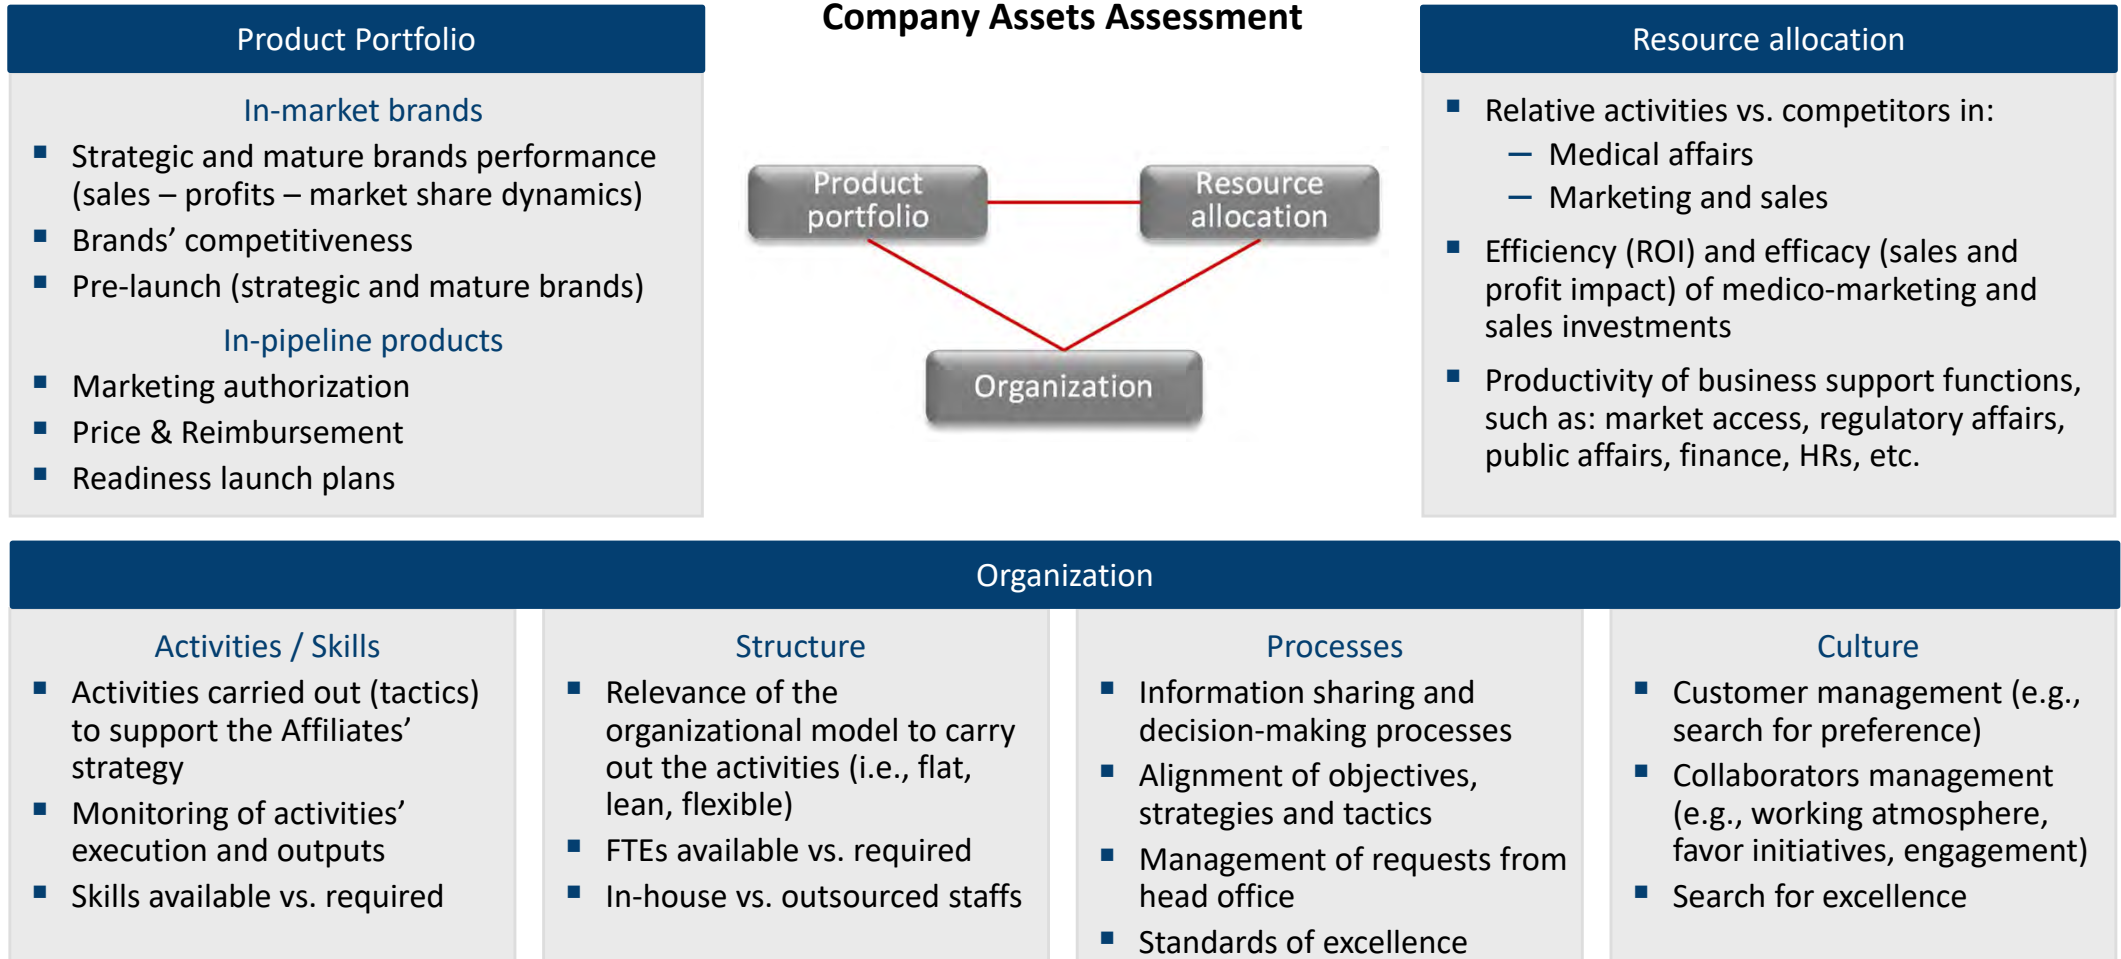 Company Assets Assessment
Product Portfolio
In-market brands
▪ Strategic and mature brands performance
(sales – profits – market share dynamics)
▪ Brands’ competitiveness
▪ Pre-launch (strategic and mature brands)
In-pipeline products
▪ Marketing authorization
▪ Price & Reimbursement
▪ Readiness launch plans
Product
portfolio
Resource
allocation
Organization
Resource allocation
▪ Relative activities vs. competitors in:
– Medical affairs
– Marketing and sales
▪ Efficiency (ROI) and efficacy (sales and
profit impact) of medico-marketing and
sales investments
▪ Productivity of business support functions,
such as: market access, regulatory affairs,
public affairs, finance, HRs, etc.
Organization
Activities / Skills
▪ Activities carried out (tactics)
to support the Affiliates’
strategy
▪ Monitoring of activities’
execution and outputs
▪ Skills available vs. required
Structure
▪ Relevance of the
organizational model to carry
out the activities (i.e., flat,
lean, flexible)
▪ FTEs available vs. required
▪ In-house vs. outsourced staffs
Processes
▪ Information sharing and
decision-making processes
▪ Alignment of objectives,
strategies and tactics
▪ Management of requests from
head office
▪ Standards of excellence
Culture
▪ Customer management (e.g.,
search for preference)
▪ Collaborators management
(e.g., working atmosphere,
favor initiatives, engagement)
▪ Search for excellence